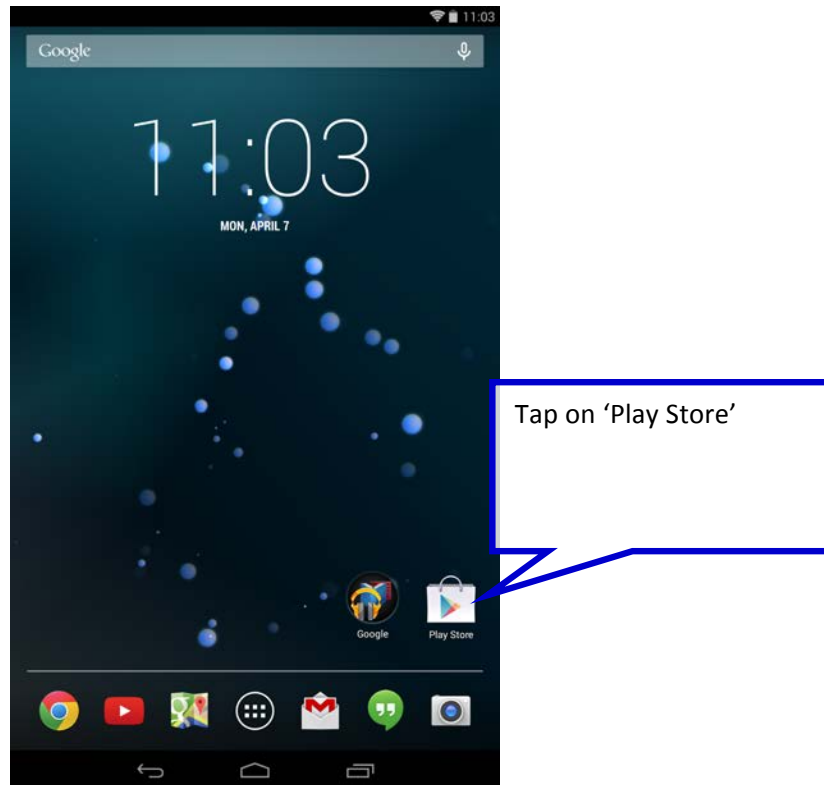 11:03
Google
11:03
MON, APRIL 7
Tap on ‘Play Store’
Google
Play Store